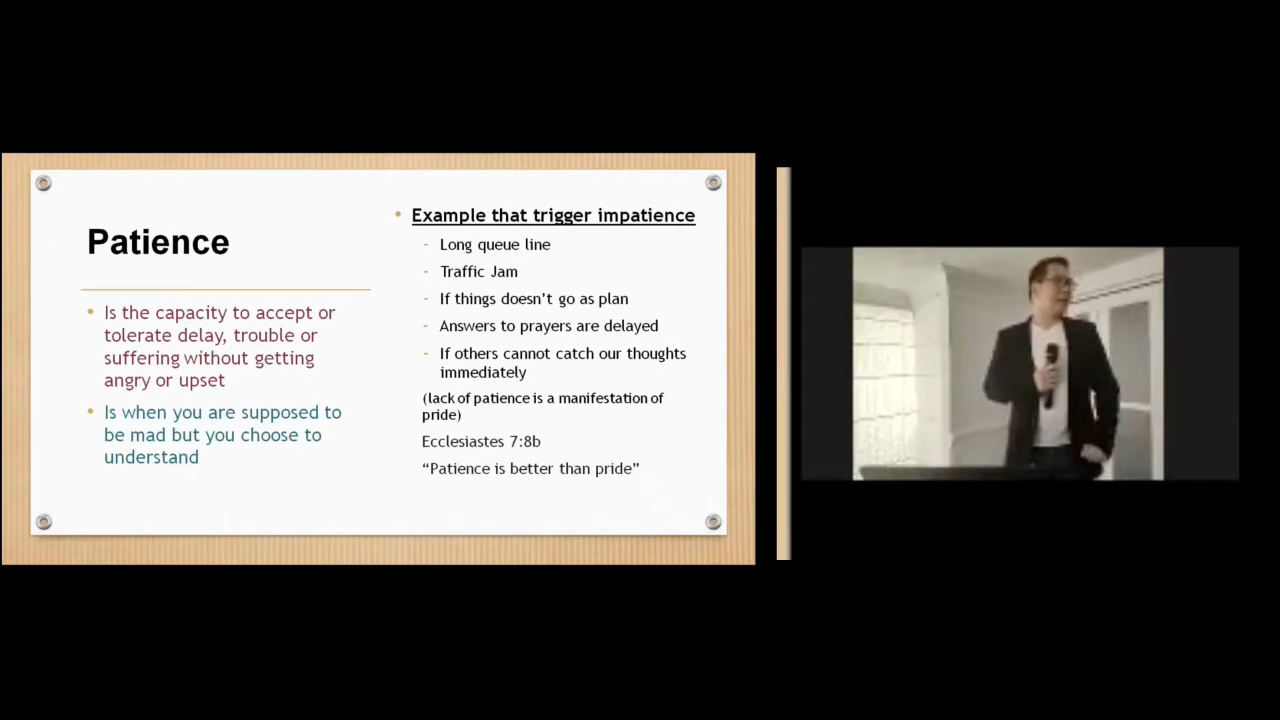 Patience
• Is the capacity to accept or
tolerate delay, trouble or
suffering without getting
angry or upset
• Is when you are supposed to
be mad but you choose to
understand
• Example that trigger impatience
- Long queue line
- Traffic Jam
- If things doesn't go as plan
- Answers to prayers are delayed
- If others cannot catch our thoughts
immediately
(lack of patience is a manifestation of
pride)
Ecclesiastes 7:8b
“Patience is better than pride”